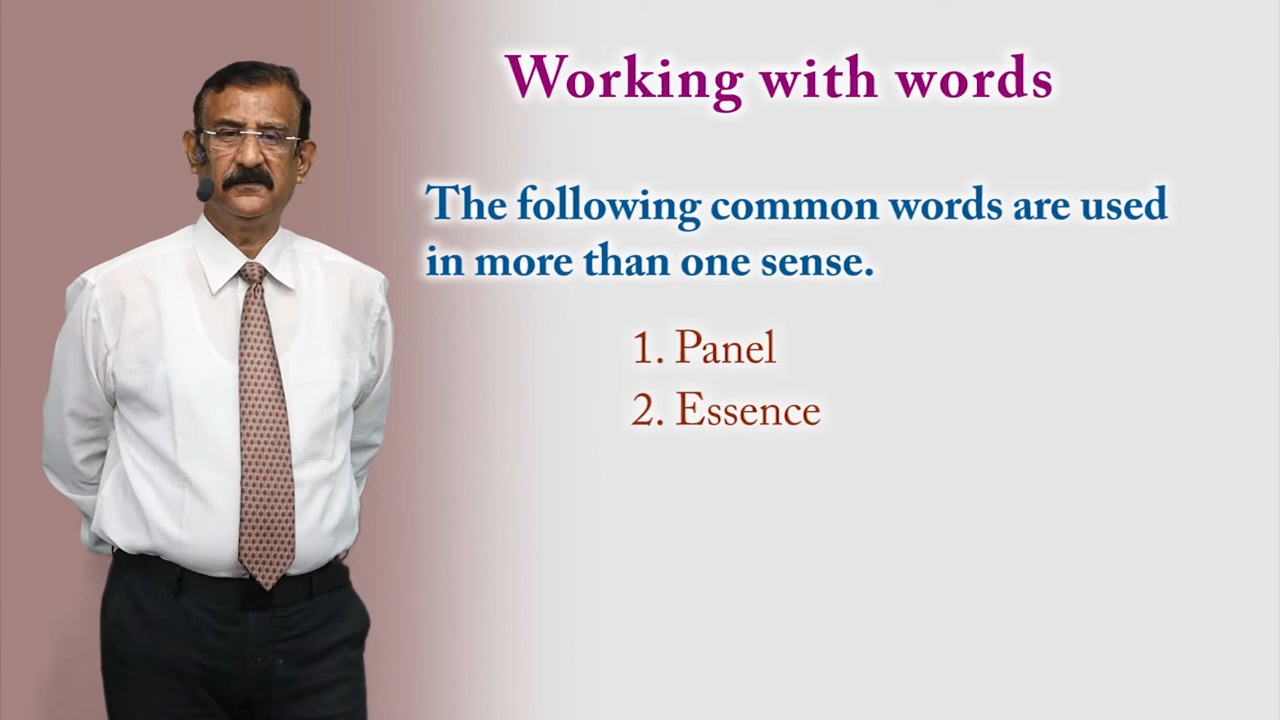 Working with words
The following common words are used
in more than one sense.
1. Panel
2. Essence